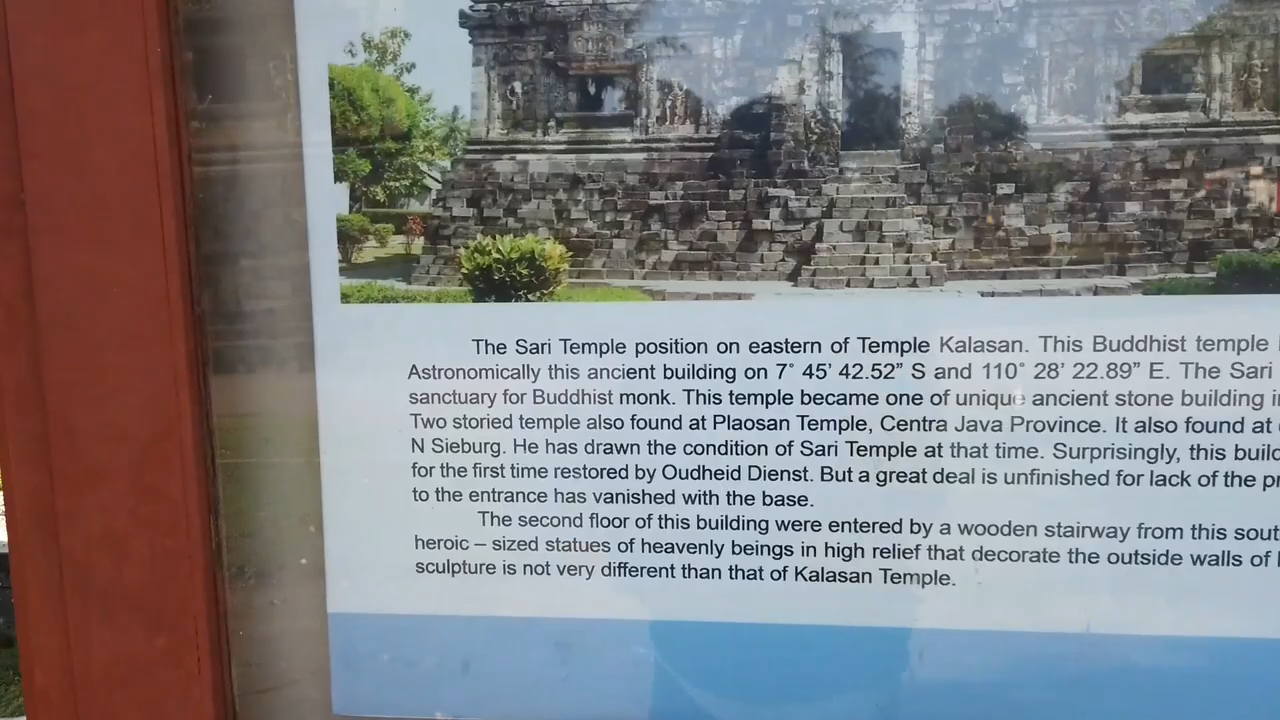 The Sari Temple position on eastern of Temple Kalasan. This Buddhist temple
Astronomically this ancient building on 7° 45' 42.52” S and 110° 28' 22.89” E. The Sari
sanctuary for Buddhist monk. This temple became one of unique ancient stone building
Two storied temple also found at Plaosan Temple, Centra Java Province. It also found at
N Sieburg. He has drawn the condition of Sari Temple at that time. Surprisingly, this
for the first time restored by Oudheid Dienst. But a great deal is unfinished for lack of the
to the entrance has vanished with the base.
The second floor of this building were entered by a wooden stairway from this
heroic – sized statues of heavenly beings in high relief that decorate the outside walls of
sculpture is not very different than that of Kalasan Temple.